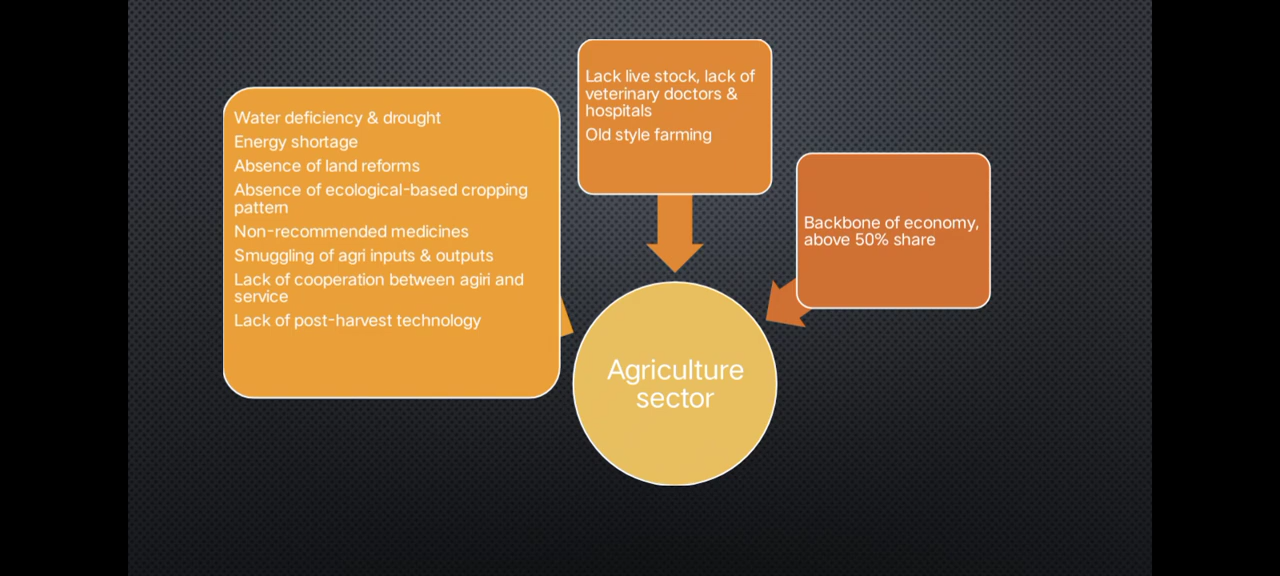 Water deficiency & drought
Energy shortage
Absence of land reforms
Absence of ecological-based cropping
pattern
Non-recommended medicines
Smuggling of agri inputs & outputs
Lack of cooperation between agiri and
service
Lack of post-harvest technology
Lack live stock, lack of
veterinary doctors &
hospitals
Old style farming
Backbone of economy,
above 50% share
Agriculture
sector